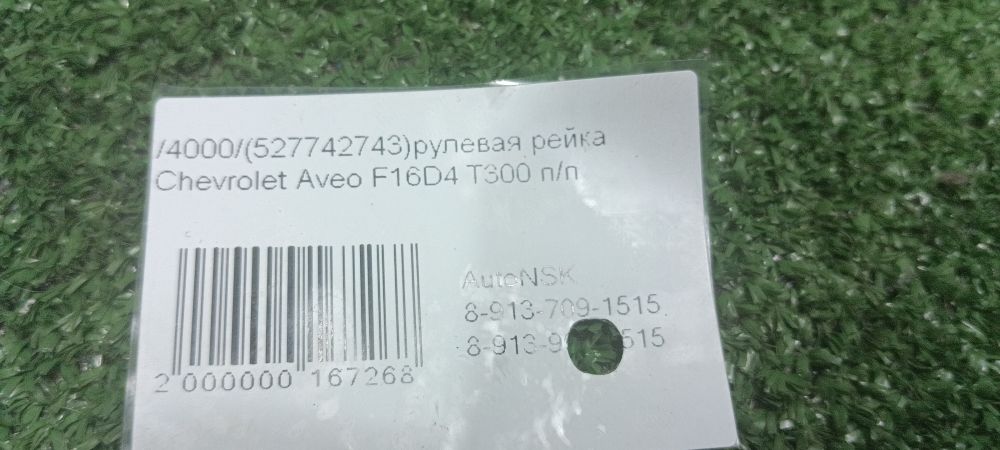 /4000/(527742743)рулевая рейка
Chevrolet Aveo F16D4 T300 п/п
AutoNSK
8-913-709-1515
2 000000 167268